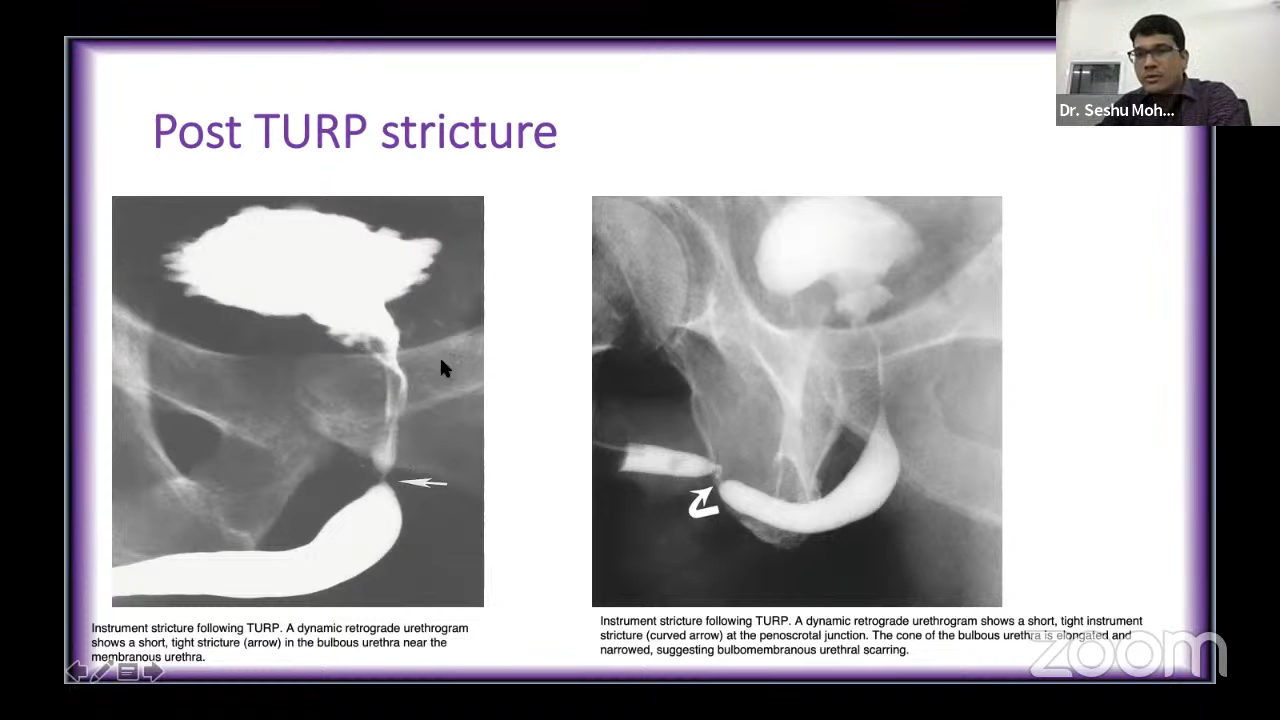 Post TURP stricture
Dr. Seshu Moh...
Instrument stricture following TURP. A dynamic retrograde urethrogram
shows a short, tight stricture (arrow) in the bulbous urethra near the
membranous urethra.
Instrument stricture following TURP. A dynamic retrograde urethrogram shows a short, tight instrument
stricture (curved arrow) at the penoscrotal junction. The cone of the bulbous urethra is elongated and
narrowed, suggesting bulbomembranous urethral scarring.
zoom